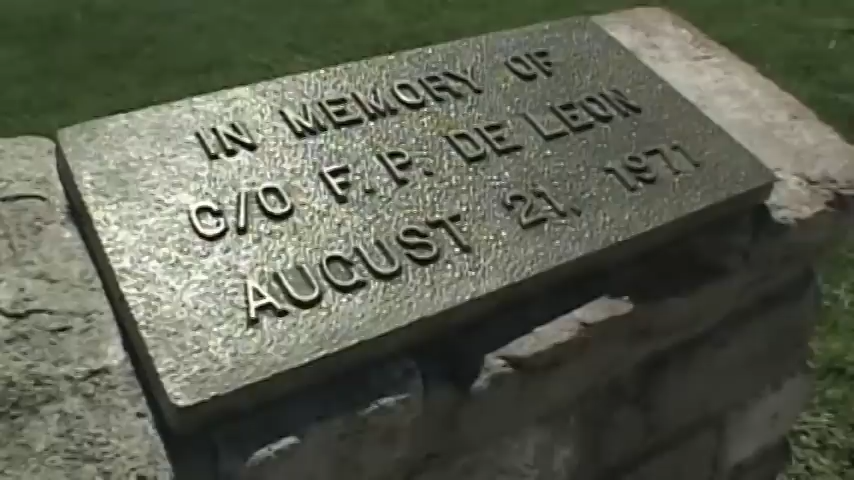 IN MEMORY OF
C/O F.P. DE LEON
AUGUST 21, 1971